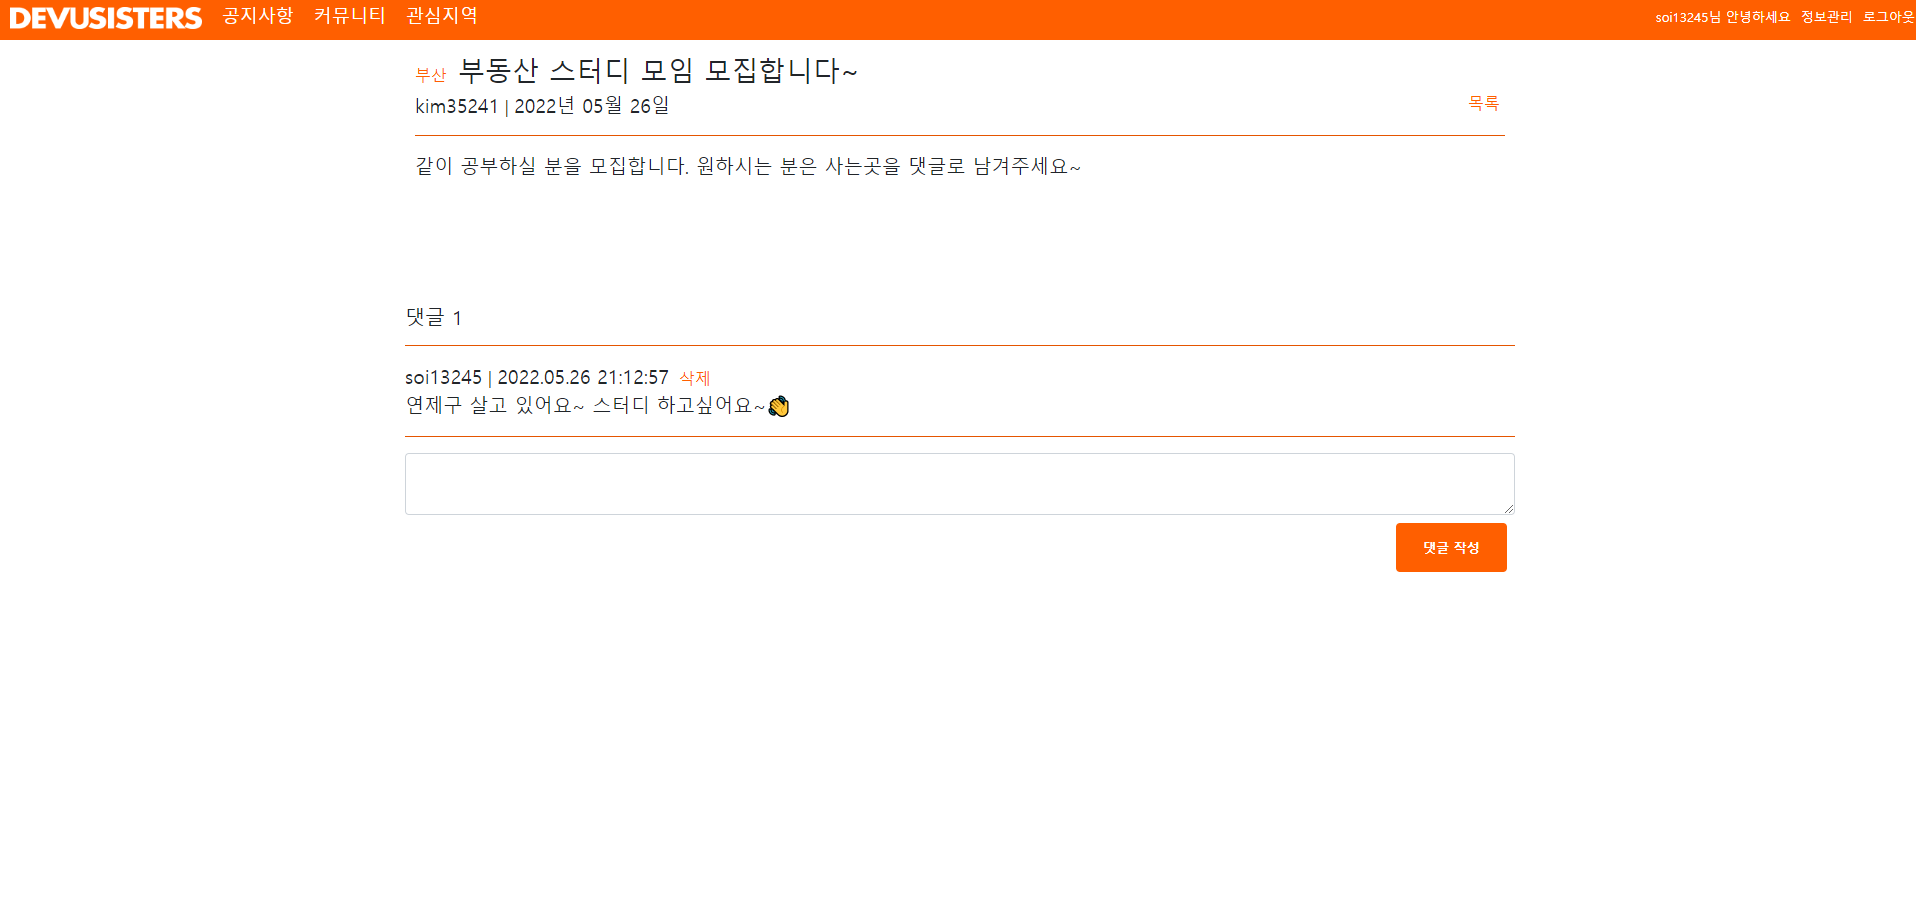 DEVUSISTERS 공지사항 커뮤니티 관심지역 soi13245님 안녕하세요 정보관리 로그아웃
부산 부동산 스터디 모임 모집합니다~
kim35241 | 2022년 05월 26일 목록
같이 공부하실 분을 모집합니다. 원하시는 분은 사는곳을 댓글로 남겨주세요~
댓글 1
soi13245 | 2022.05.26 21:12:57 삭제
연제구 살고 있어요~ 스터디 하고싶어요~👏
댓글 작성